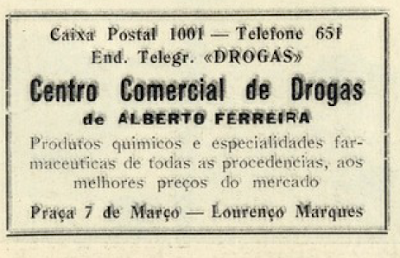 Caixa Postal 1001 — Telefone 651
End. Telegr. «DROGAS»
Centro Comercial de Drogas
de ALBERTO FERREIRA
Produtos quimicos e especialidades far-
maceuticas de todas as procedencias, aos
melhores preços do mercado
Praça 7 de Março — Lourenço Marques